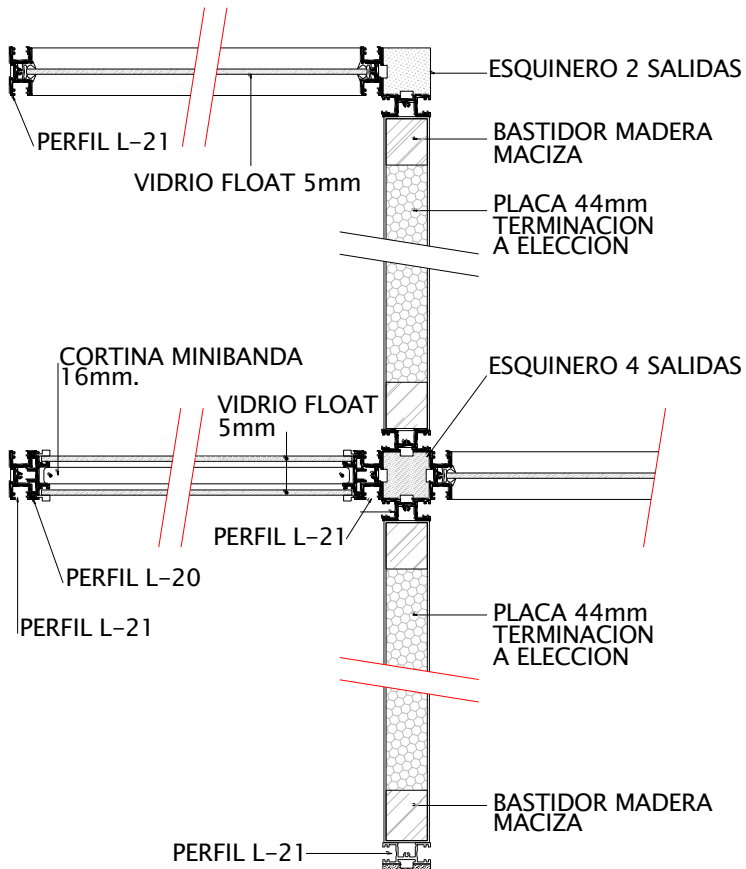 ESQUINERO 2 SALIDAS
PERFIL L-21
BASTIDOR MADERA
MACIZA
VIDRIO FLOAT 5mm
PLACA 44mm
TERMINACION
A ELECCION
CORTINA MINIBANDA
16mm.
ESQUINERO 4 SALIDAS
VIDRIO FLOAT
5mm
PERFIL L-21
PERFIL L-20
PERFIL L-21
PLACA 44mm
TERMINACION
A ELECCION
BASTIDOR MADERA
MACIZA
PERFIL L-21